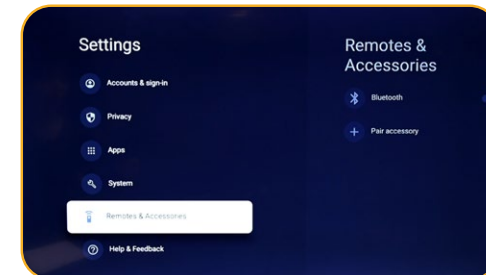 Settings
Accounts & sign-in
Privacy
Apps
System
Remotes & Accessories
Help & Feedback
Remotes &
Accessories
Bluetooth
Pair accessory